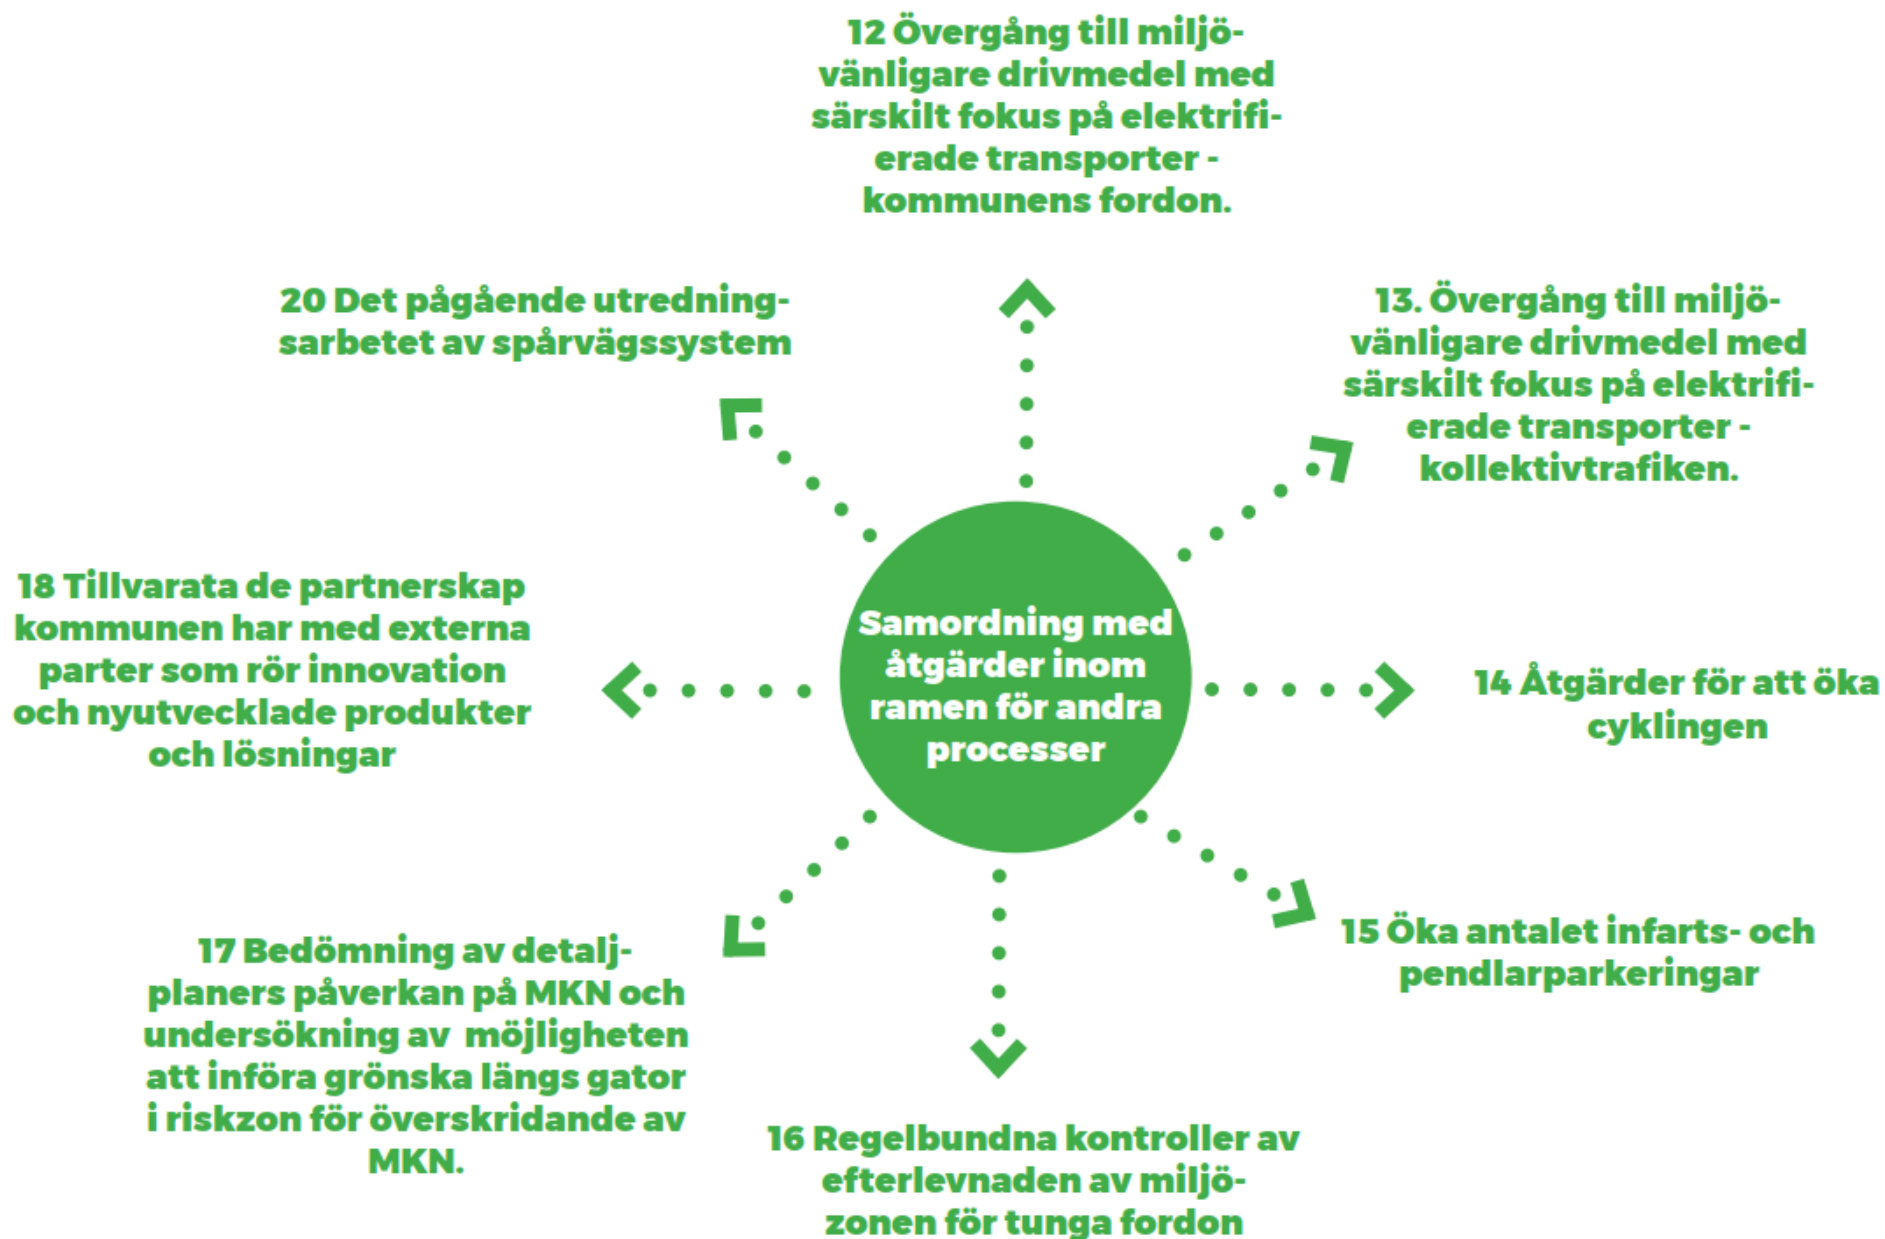 12 Övergång till miljö-
vänligare drivmedel med
särskilt fokus på elektrifi-
erade transporter -
kommunens fordon.
13. Övergång till miljö-
vänligare drivmedel med
särskilt fokus på elektrifi-
erade transporter -
kollektivtrafiken.
14 Åtgärder för att öka
cyklingen
15 Öka antalet infarts- och
pendlarparkeringar
16 Regelbundna kontroller av
efterlevnaden av miljö-
zonen för tunga fordon
17 Bedömning av detalj-
planers påverkan på MKN och
undersökning av möjligheten
att införa grönska längs gator
i riskzon för överskridande av
MKN.
18 Tillvarata de partnerskap
kommunen har med externa
parter som rör innovation
och nyutvecklade produkter
och lösningar
20 Det pågående utredning-
sarbetet av spårvägssystem
Samordning med
åtgärder inom
ramen för andra
processer